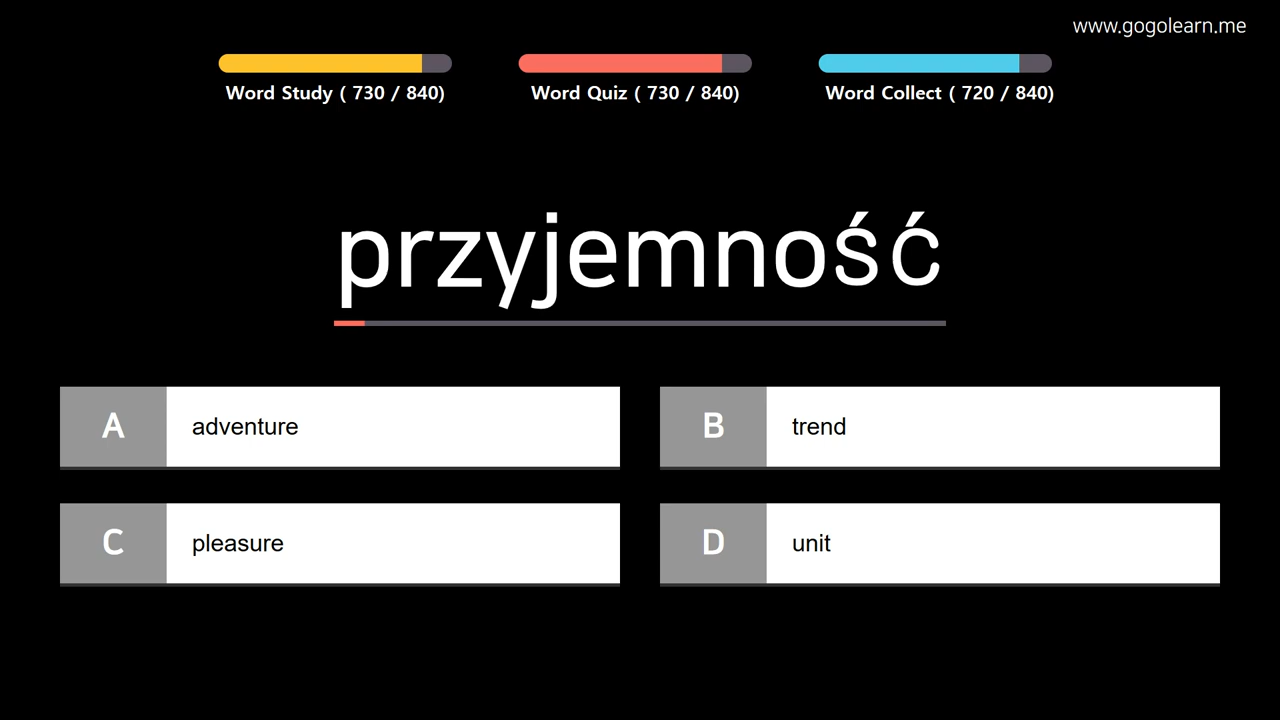 www.gogolearn.me
Word Study ( 730 / 840)
Word Quiz ( 730 / 840)
Word Collect ( 720 / 840)
przyjemność
A adventure
B trend
C pleasure
D unit